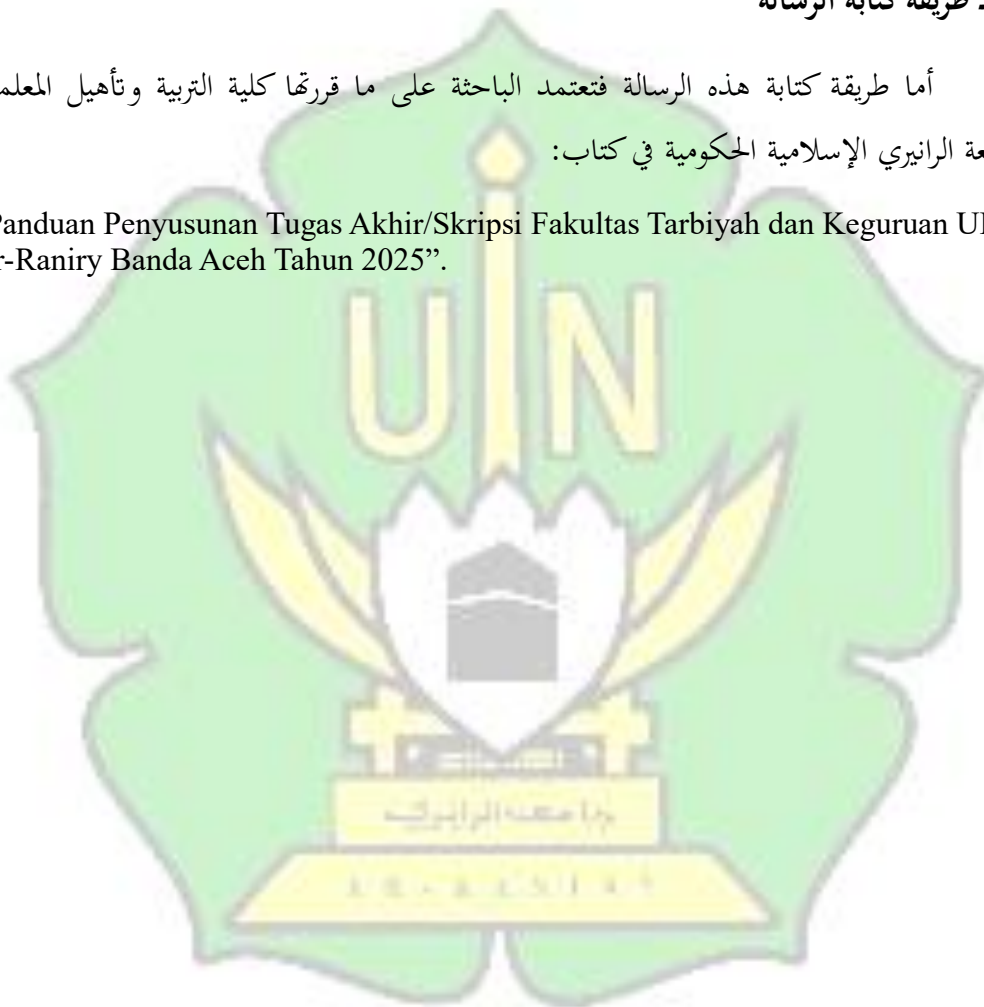 ـ طريقة كتابة الرسالة
أما طريقة كتابة هذه الرسالة فتعتمد الباحثة على ما قررتها كلية التربية وتأهيل المعلم
عة الرانيري الإسلامية الحكومية في كتاب:
Panduan Penyusunan Tugas Akhir/Skripsi Fakultas Tarbiyah dan Keguruan UI
r-Raniry Banda Aceh Tahun 2025”.
UIN